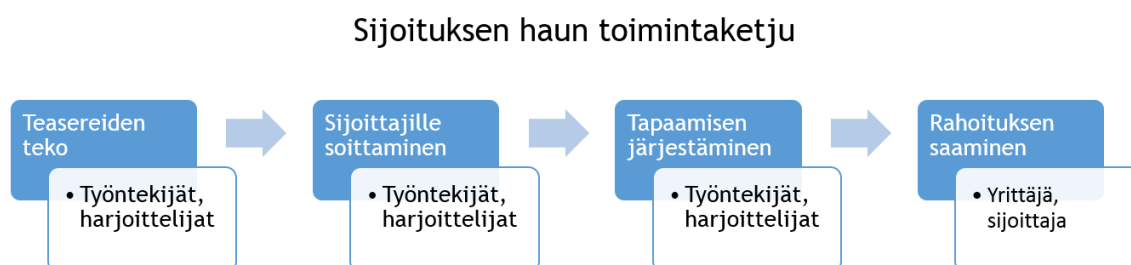 Sijoituksen haun toimintaketju
Teasereiden
teko
• Työntekijät,
harjoittelijat
Sijoittajille
soittaminen
• Työntekijät,
harjoittelijat
Tapaamisen
järjestäminen
• Työntekijät,
harjoittelijat
Rahoituksen
saaminen
• Yrittäjä,
sijoittaja